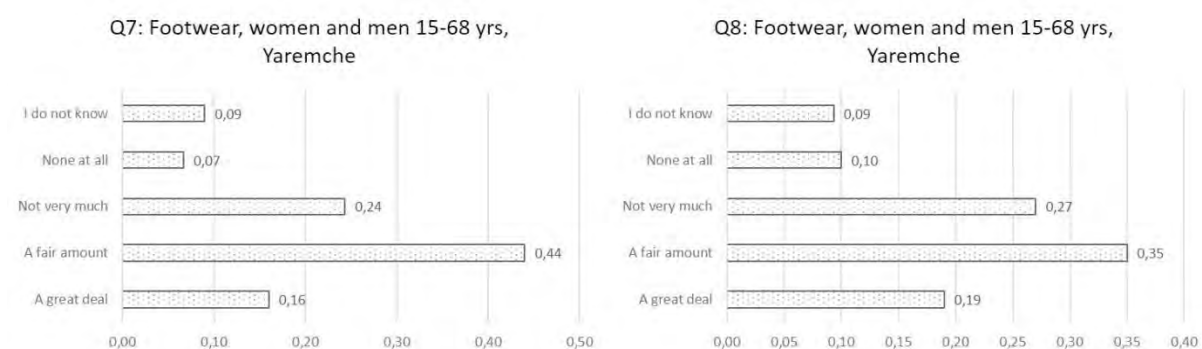 Q7: Footwear, women and men 15-68 yrs,
Yaremche
I do not know
0,09
None at all
0,07
Not very much
0,24
A fair amount
0,44
A great deal
0,16
0,00 0,10 0,20 0,30 0,40 0,50
Q8: Footwear, women and men 15-68 yrs,
Yaremche
I do not know
0,09
None at all
0,10
Not very much
0,27
A fair amount
0,35
A great deal
0,19
0,00 0,05 0,10 0,15 0,20 0,25 0,30 0,35 0,40